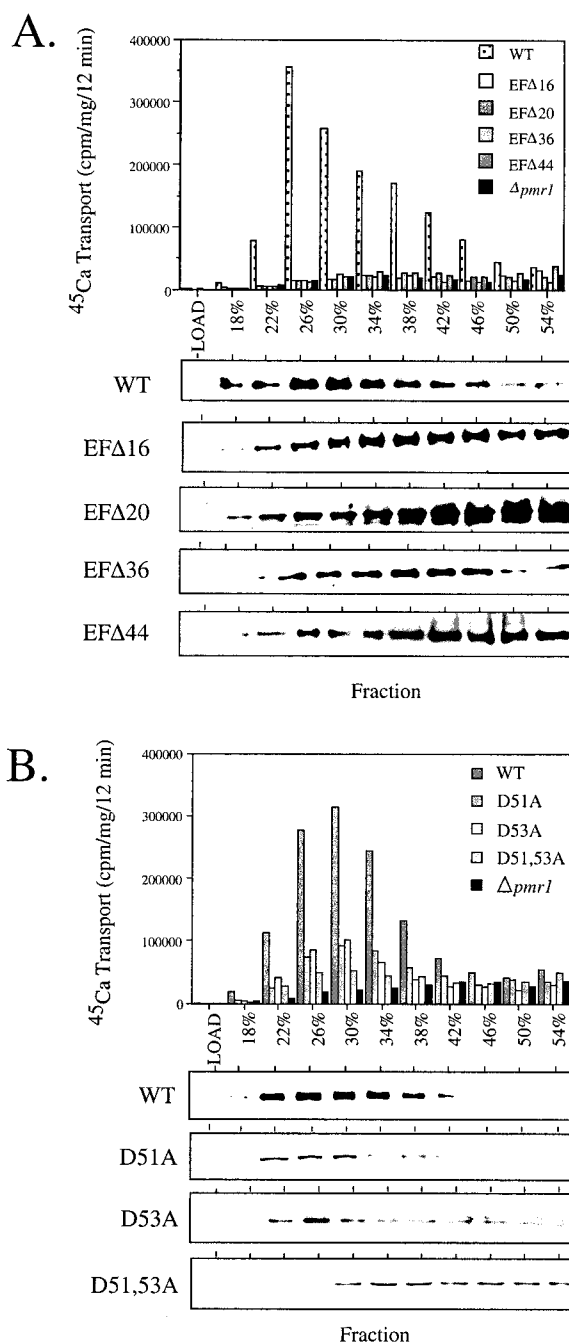 A.
⁴⁵Ca Transport (cpm/mg/12 min)
400000
300000
200000
100000
0
WT
EFΔ16
EFΔ20
EFΔ36
EFΔ44
Δpmr1
LOAD
18%
22%
26%
30%
34%
38%
42%
46%
50%
54%
WT
EFΔ16
EFΔ20
EFΔ36
EFΔ44
Fraction
B.
⁴⁵Ca Transport (cpm/mg/12 min)
400000
300000
200000
100000
0
WT
D51A
D53A
D51,53A
Δpmr1
LOAD
18%
22%
26%
30%
34%
38%
42%
46%
50%
54%
WT
D51A
D53A
D51,53A
Fraction